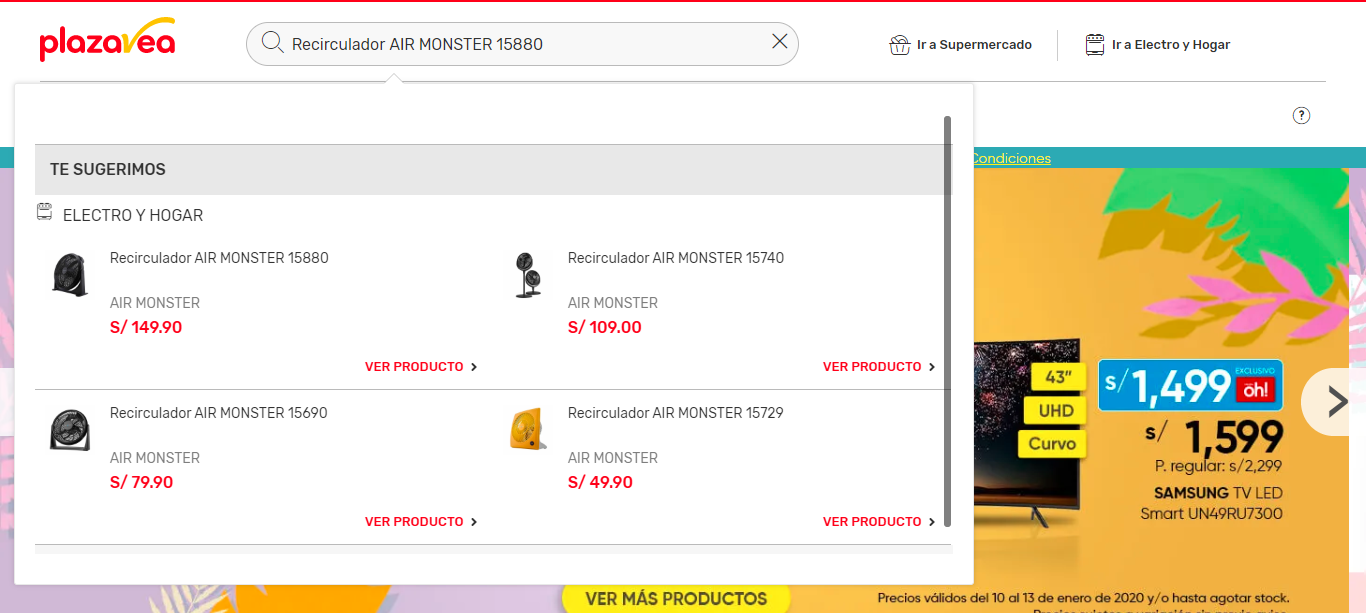 plazavea
Recirculador AIR MONSTER 15880
Ir a Supermercado
Ir a Electro y Hogar
?
Condiciones
TE SUGERIMOS
ELECTRO Y HOGAR
Recirculador AIR MONSTER 15880
AIR MONSTER
S/ 149.90
VER PRODUCTO
Recirculador AIR MONSTER 15740
AIR MONSTER
S/ 109.00
VER PRODUCTO
Recirculador AIR MONSTER 15690
AIR MONSTER
S/ 79.90
VER PRODUCTO
Recirculador AIR MONSTER 15729
AIR MONSTER
S/ 49.90
VER PRODUCTO
43"
UHD
Curvo
S/ 1,499 EXCLUSIVO oh!
S/ 1,599
P. regular: s/2,299
SAMSUNG TV LED
Smart UN49RU7300
VER MÁS PRODUCTOS
Precios válidos del 10 al 13 de enero de 2020 y/o hasta agotar stock.